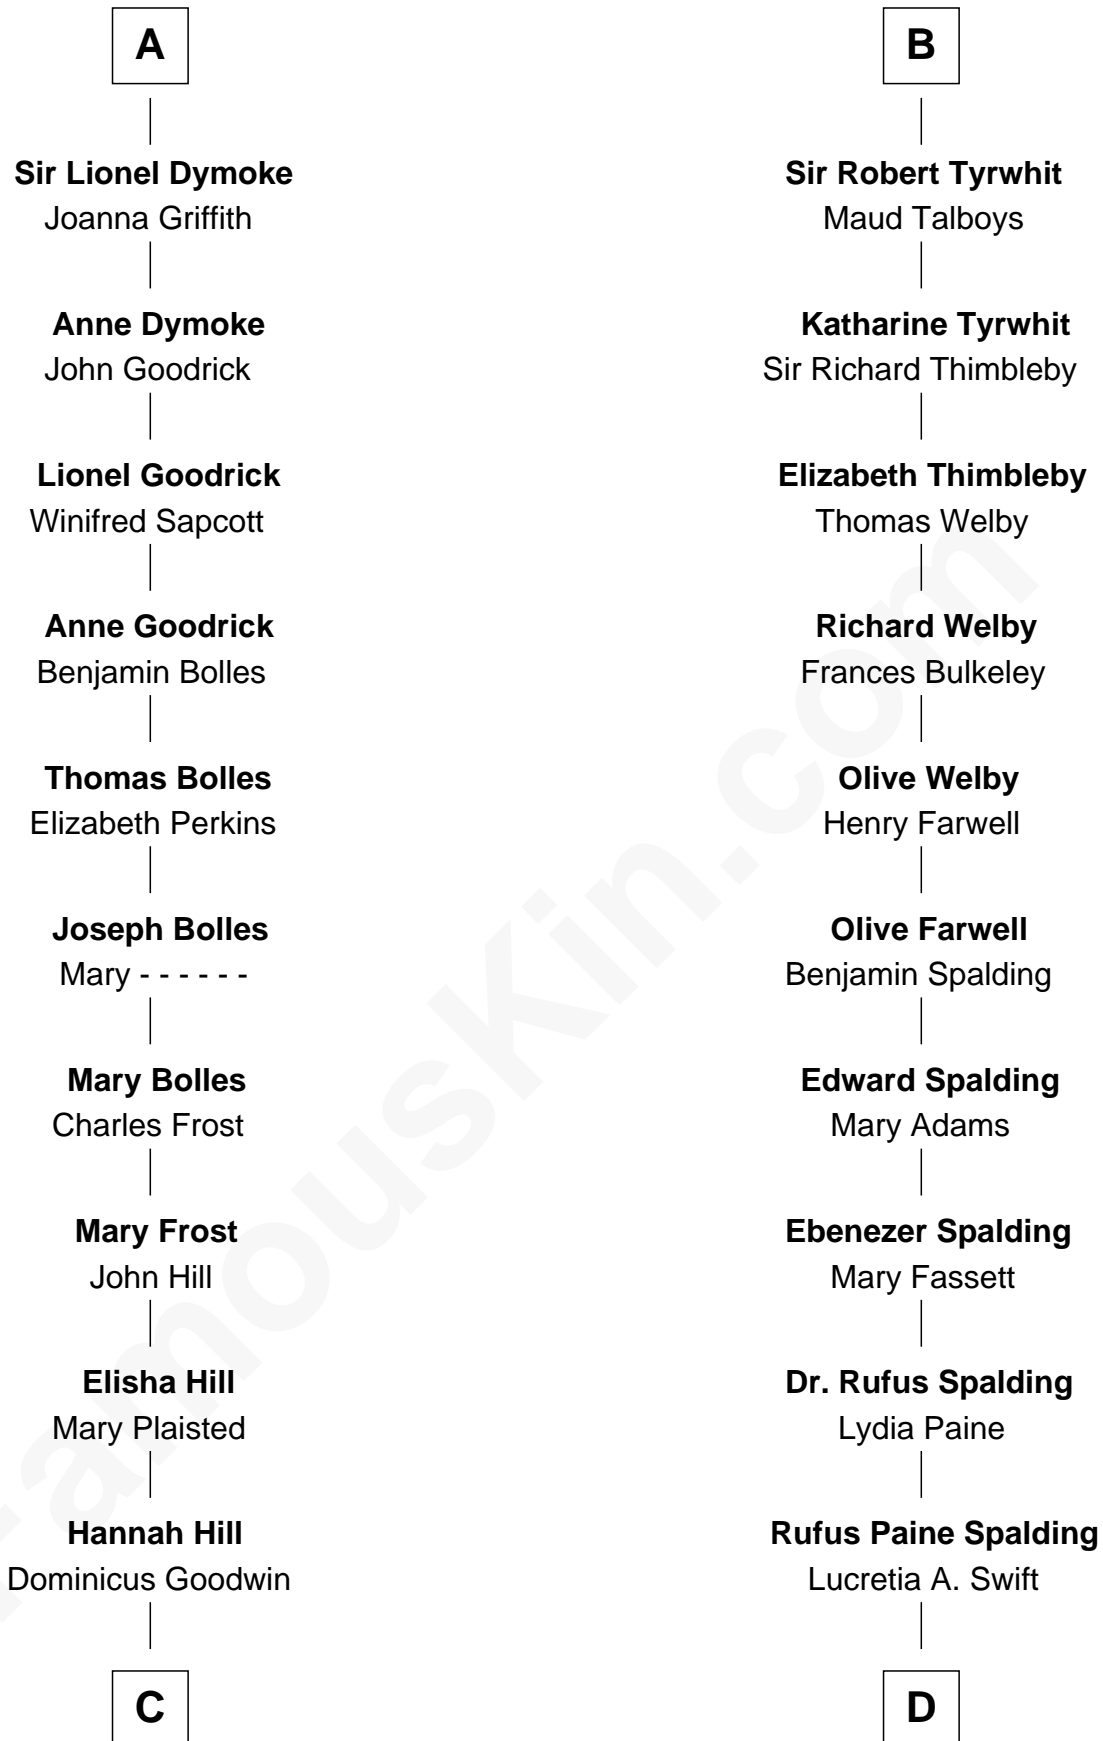 A
Sir Lionel Dymoke
Joanna Griffith
Anne Dymoke
John Goodrick
Lionel Goodrick
Winifred Sapcott
Anne Goodrick
Benjamin Bolles
Thomas Bolles
Elizabeth Perkins
Joseph Bolles
Mary - - - - - -
Mary Bolles
Charles Frost
Mary Frost
John Hill
Elisha Hill
Mary Plaisted
Hannah Hill
Dominicus Goodwin
C
B
Sir Robert Tyrwhit
Maud Talboys
Katharine Tyrwhit
Sir Richard Thimbleby
Elizabeth Thimbleby
Thomas Welby
Richard Welby
Frances Bulkeley
Olive Welby
Henry Farwell
Olive Farwell
Benjamin Spalding
Edward Spalding
Mary Adams
Ebenezer Spalding
Mary Fassett
Dr. Rufus Spalding
Lydia Paine
Rufus Paine Spalding
Lucretia A. Swift
D
FamousKin.com